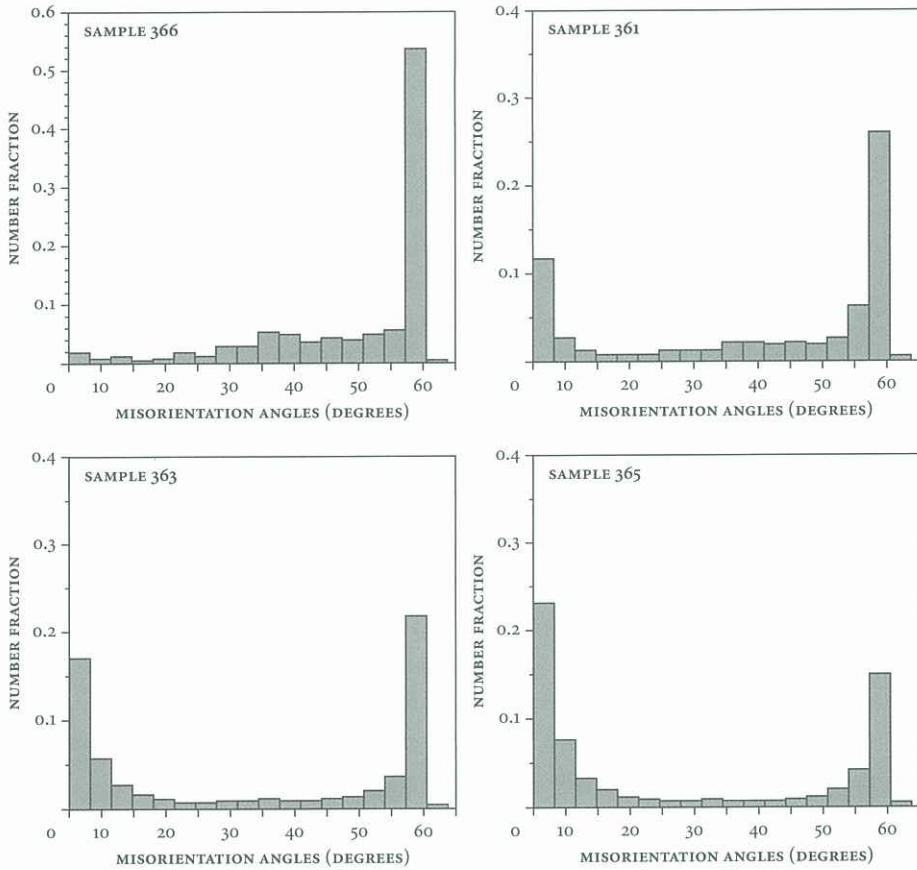 SAMPLE 366
NUMBER FRACTION
0.6
0.5
0.4
0.3
0.2
0.1
0 10 20 30 40 50 60
MISORIENTATION ANGLES (DEGREES)
SAMPLE 361
NUMBER FRACTION
0.4
0.3
0.2
0.1
0 10 20 30 40 50 60
MISORIENTATION ANGLES (DEGREES)
SAMPLE 363
NUMBER FRACTION
0.4
0.3
0.2
0.1
0 10 20 30 40 50 60
MISORIENTATION ANGLES (DEGREES)
SAMPLE 365
NUMBER FRACTION
0.4
0.3
0.2
0.1
0 10 20 30 40 50 60
MISORIENTATION ANGLES (DEGREES)